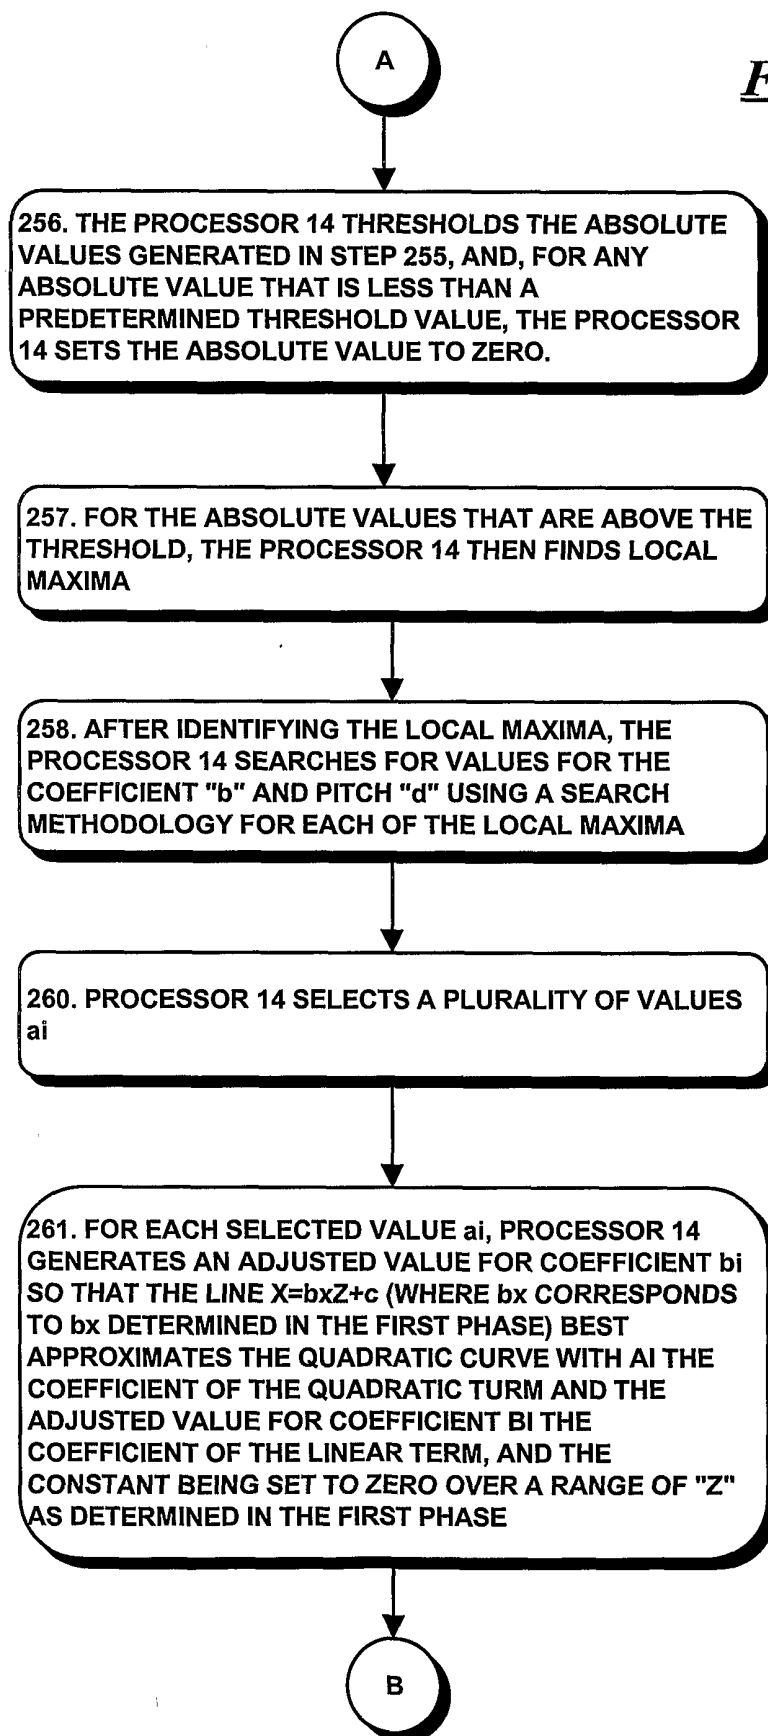 A
F
256. THE PROCESSOR 14 THRESHOLDS THE ABSOLUTE
VALUES GENERATED IN STEP 255, AND, FOR ANY
ABSOLUTE VALUE THAT IS LESS THAN A
PREDETERMINED THRESHOLD VALUE, THE PROCESSOR
14 SETS THE ABSOLUTE VALUE TO ZERO.
257. FOR THE ABSOLUTE VALUES THAT ARE ABOVE THE
THRESHOLD, THE PROCESSOR 14 THEN FINDS LOCAL
MAXIMA
258. AFTER IDENTIFYING THE LOCAL MAXIMA, THE
PROCESSOR 14 SEARCHES FOR VALUES FOR THE
COEFFICIENT "b" AND PITCH "d" USING A SEARCH
METHODOLOGY FOR EACH OF THE LOCAL MAXIMA
260. PROCESSOR 14 SELECTS A PLURALITY OF VALUES
ai
261. FOR EACH SELECTED VALUE ai, PROCESSOR 14
GENERATES AN ADJUSTED VALUE FOR COEFFICIENT bi
SO THAT THE LINE X=bxZ+c (WHERE bx CORRESPONDS
TO bx DETERMINED IN THE FIRST PHASE) BEST
APPROXIMATES THE QUADRATIC CURVE WITH AI THE
COEFFICIENT OF THE QUADRATIC TURM AND THE
ADJUSTED VALUE FOR COEFFICIENT BI THE
COEFFICIENT OF THE LINEAR TERM, AND THE
CONSTANT BEING SET TO ZERO OVER A RANGE OF "Z"
AS DETERMINED IN THE FIRST PHASE
B